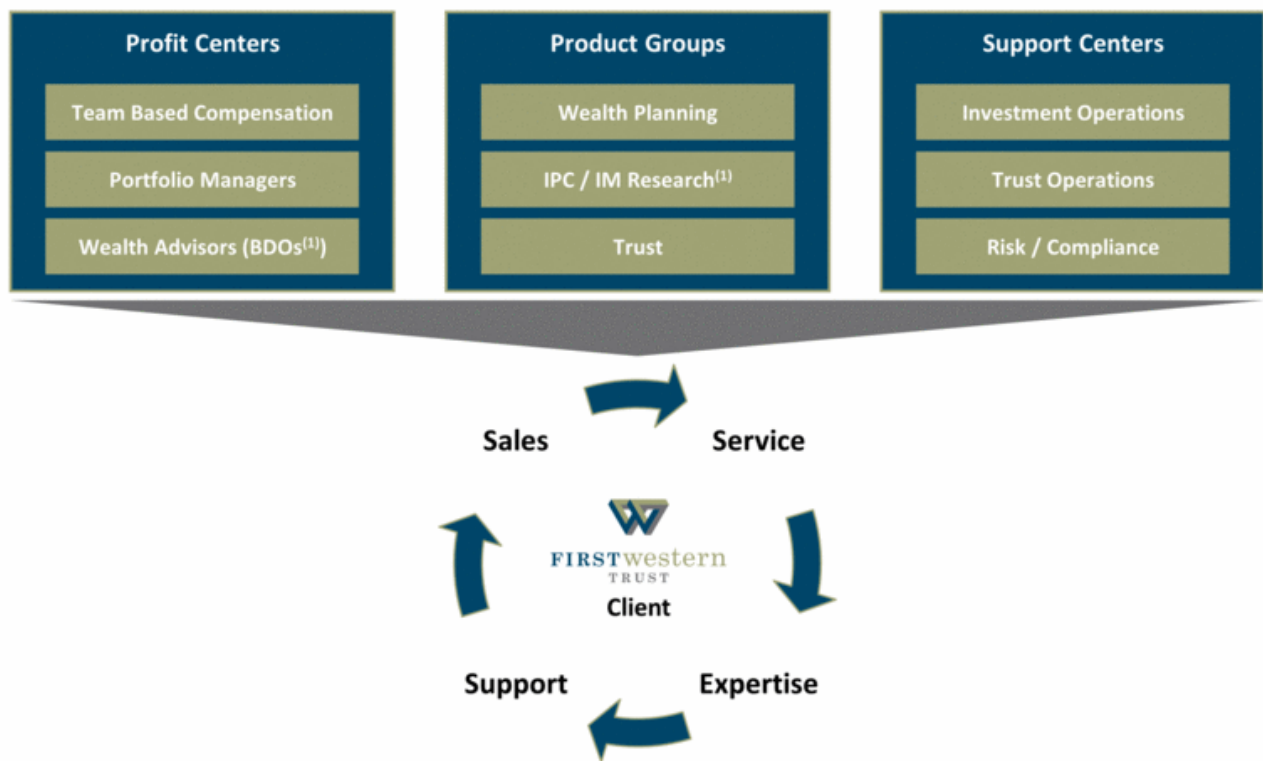 Profit Centers
Team Based Compensation
Portfolio Managers
Wealth Advisors (BDOs(1))
Product Groups
Wealth Planning
IPC / IM Research(1)
Trust
Support Centers
Investment Operations
Trust Operations
Risk / Compliance
Sales
Service
FIRSTwestern
TRUST
Client
Support
Expertise